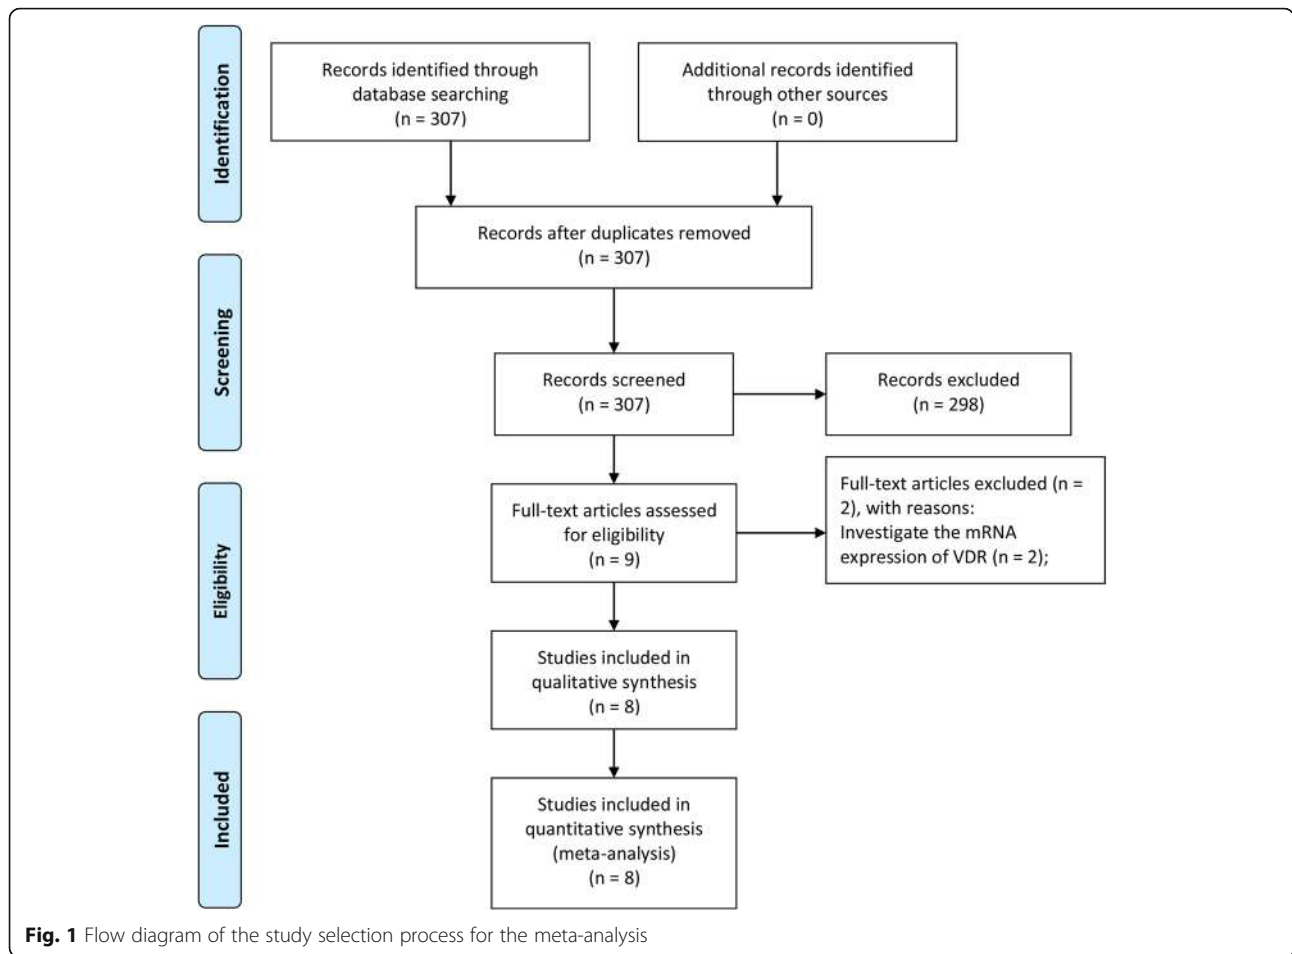 Identification
Records identified through
database searching
(n = 307)
Additional records identified
through other sources
(n = 0)
Records after duplicates removed
(n = 307)
Screening
Records screened
(n = 307)
Records excluded
(n = 298)
Eligibility
Full-text articles assessed
for eligibility
(n = 9)
Full-text articles excluded (n =
2), with reasons:
Investigate the mRNA
expression of VDR (n = 2);
Studies included in
qualitative synthesis
(n = 8)
Included
Studies included in
quantitative synthesis
(meta-analysis)
(n = 8)
Fig. 1 Flow diagram of the study selection process for the meta-analysis